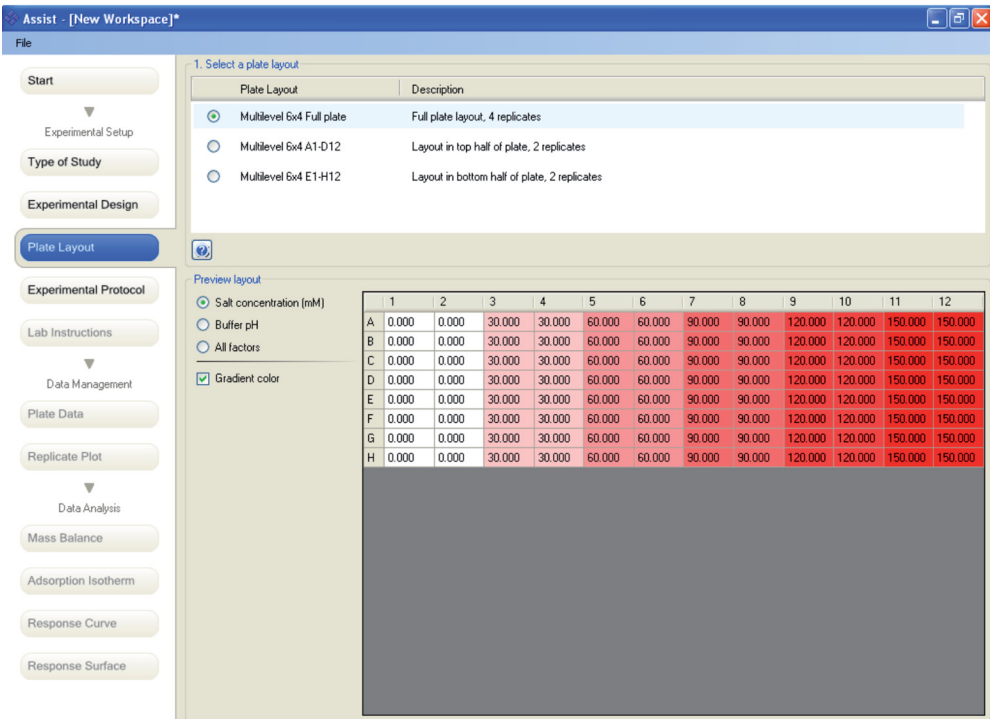 Assist - [New Workspace]*
File
Start
Experimental Setup
Type of Study
Experimental Design
Plate Layout
Experimental Protocol
Lab Instructions
Data Management
Plate Data
Replicate Plot
Data Analysis
Mass Balance
Adsorption Isotherm
Response Curve
Response Surface
1. Select a plate layout
Plate Layout Description
Multilevel 6x4 Full plate Full plate layout, 4 replicates
Multilevel 6x4 A1-D12 Layout in top half of plate, 2 replicates
Multilevel 6x4 E1-H12 Layout in bottom half of plate, 2 replicates
?
Preview layout
Salt concentration (mM)
Buffer pH
All factors
Gradient color
1 2 3 4 5 6 7 8 9 10 11 12
A 0.000 0.000 30.000 30.000 60.000 60.000 90.000 90.000 120.000 120.000 150.000 150.000
B 0.000 0.000 30.000 30.000 60.000 60.000 90.000 90.000 120.000 120.000 150.000 150.000
C 0.000 0.000 30.000 30.000 60.000 60.000 90.000 90.000 120.000 120.000 150.000 150.000
D 0.000 0.000 30.000 30.000 60.000 60.000 90.000 90.000 120.000 120.000 150.000 150.000
E 0.000 0.000 30.000 30.000 60.000 60.000 90.000 90.000 120.000 120.000 150.000 150.000
F 0.000 0.000 30.000 30.000 60.000 60.000 90.000 90.000 120.000 120.000 150.000 150.000
G 0.000 0.000 30.000 30.000 60.000 60.000 90.000 90.000 120.000 120.000 150.000 150.000
H 0.000 0.000 30.000 30.000 60.000 60.000 90.000 90.000 120.000 120.000 150.000 150.000